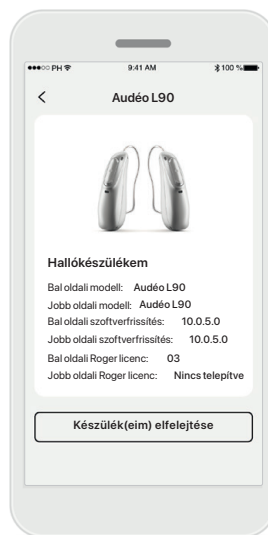 ●●●○○ PH 9:41 AM 100 %
Audéo L90
Hallókészülékem
Bal oldali modell: Audéo L90
Jobb oldali modell: Audéo L90
Bal oldali szoftverfrissítés: 10.0.5.0
Jobb oldali szoftverfrissítés: 10.0.5.0
Bal oldali Roger licenc: 03
Jobb oldali Roger licenc: Nincs telepítve
Készülék(eim) elfelejtése